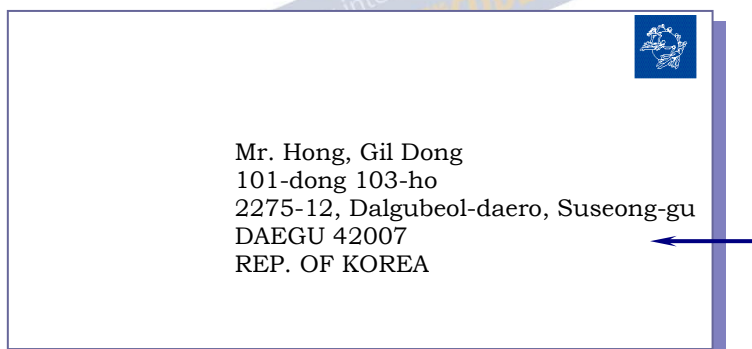 Mr. Hong, Gil Dong
101-dong 103-ho
2275-12, Dalgubeol-daero, Suseong-gu
DAEGU 42007
REP. OF KOREA